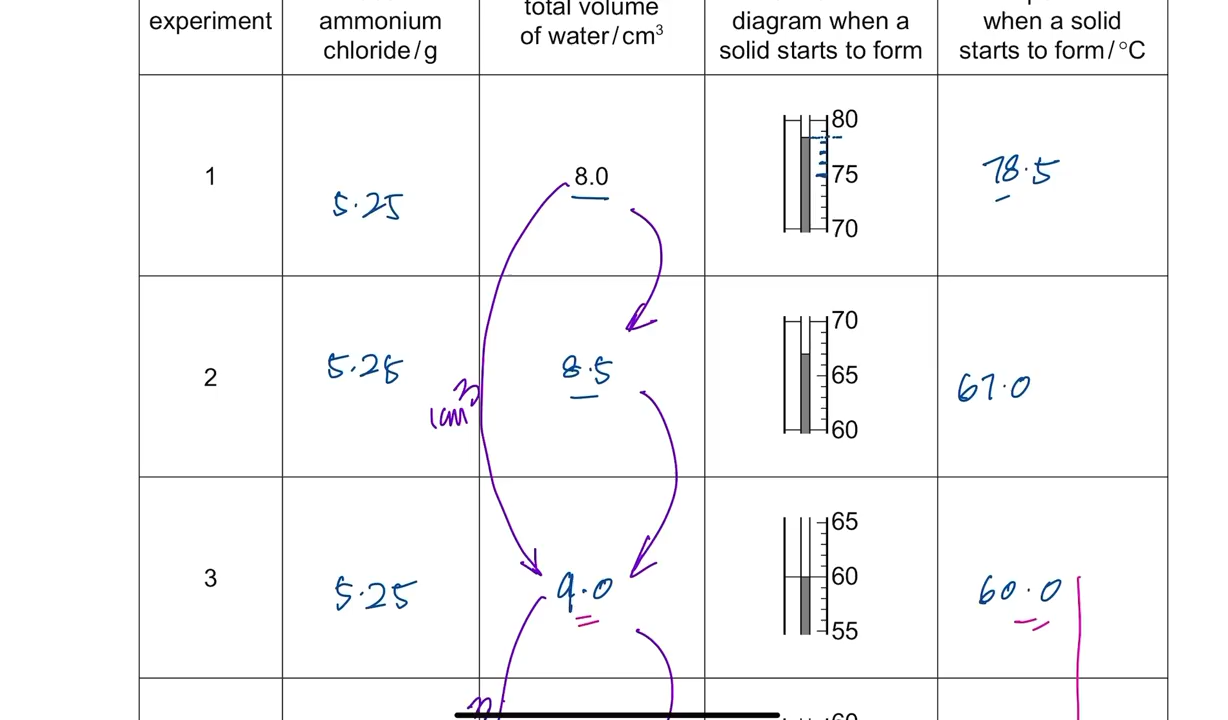 total volume
experiment ammonium of water/cm³ diagram when a when a solid
chloride/g solid starts to form starts to form/°C
80
1 5.25 8.0 75 78.5
70
70
2 5.25 8.5 65 67.0
1cm³
60
65
3 5.25 9.0 60 60.0
55